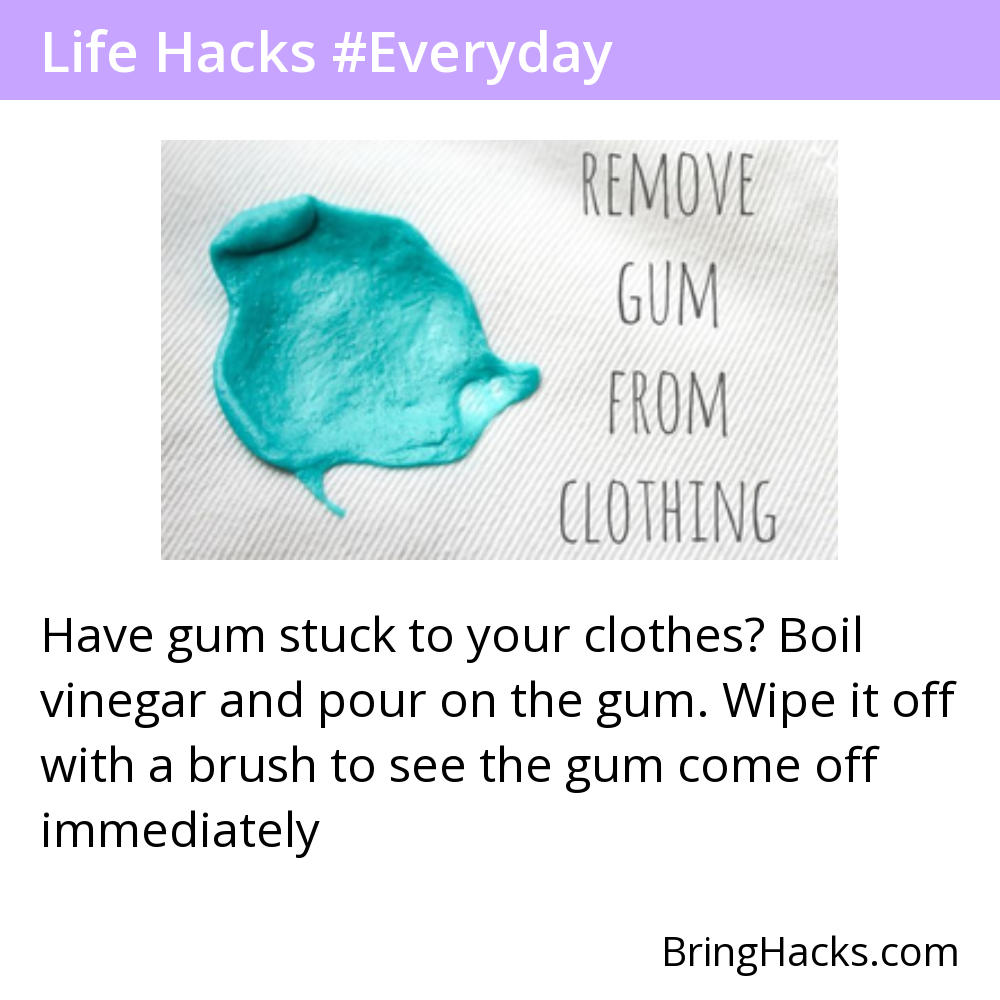 Life Hacks #Everyday
REMOVE
GUM
FROM
CLOTHING
Have gum stuck to your clothes? Boil
vinegar and pour on the gum. Wipe it off
with a brush to see the gum come off
immediately
BringHacks.com